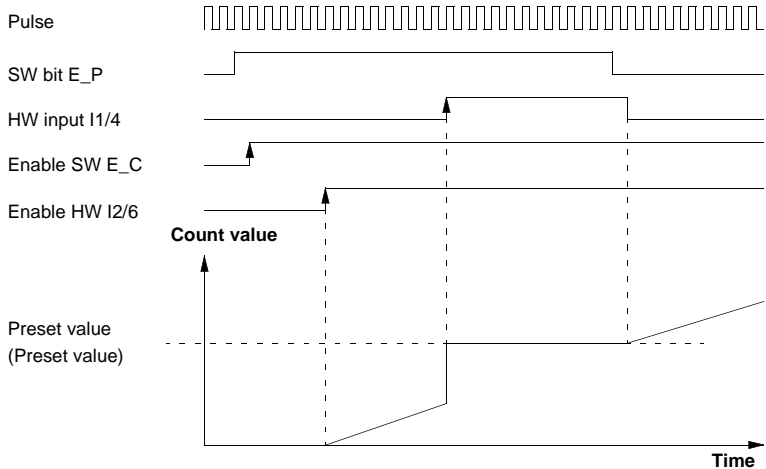 Pulse
SW bit E_P
HW input I1/4
Enable SW E_C
Enable HW I2/6
Count value
Preset value
(Preset value)
Time